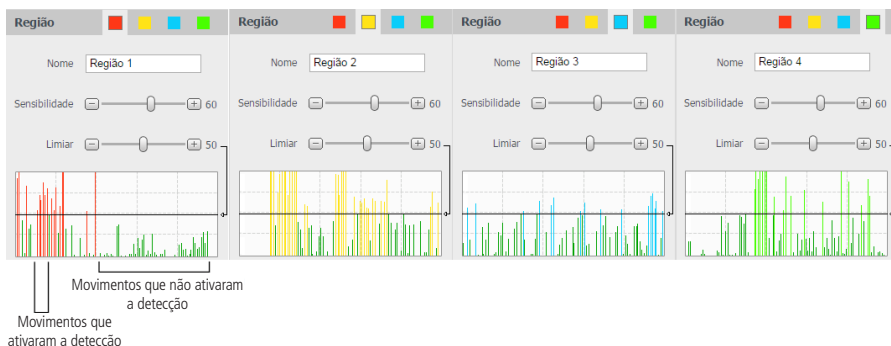 Região
Nome Região 1
Sensibilidade 60
Limiar 50
Região
Nome Região 2
Sensibilidade 60
Limiar 50
Região
Nome Região 3
Sensibilidade 60
Limiar 50
Região
Nome Região 4
Sensibilidade 60
Limiar 50
Movimentos que não ativaram
a detecção
Movimentos que
ativaram a detecção